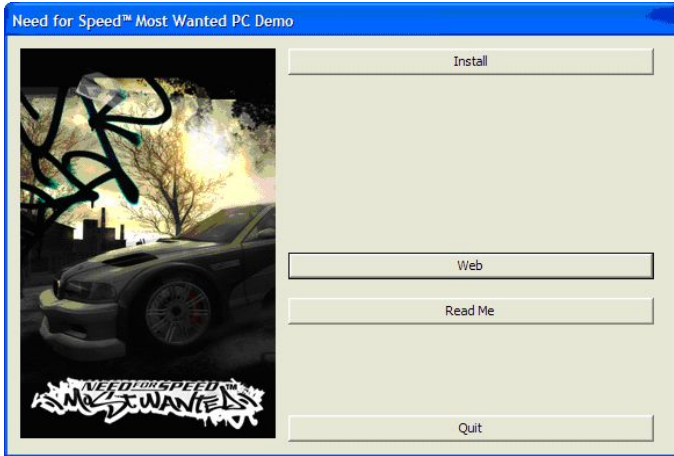 Need for Speed™ Most Wanted PC Demo
Install
Web
Read Me
Quit
NEED FOR SPEED™
MOST WANTED